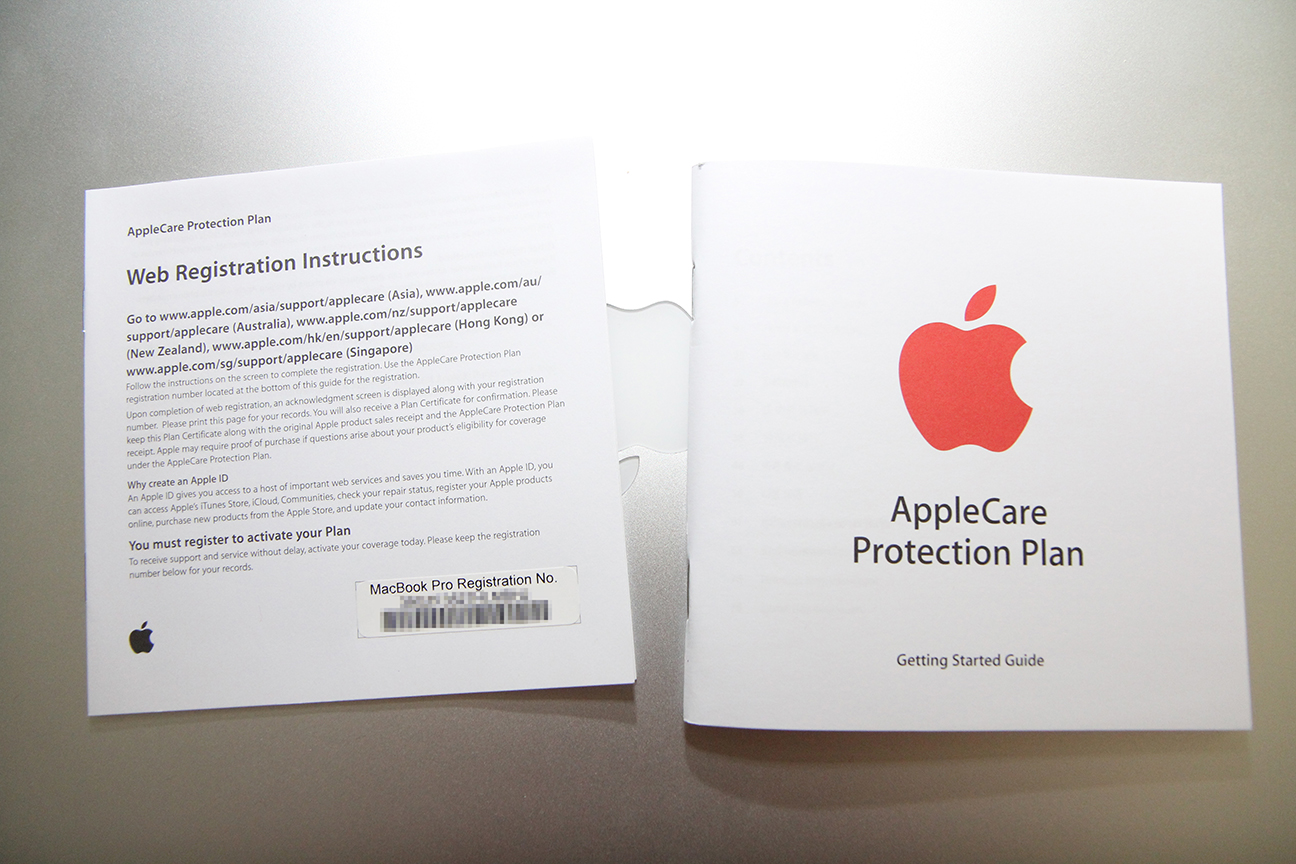 AppleCare Protection Plan
Web Registration Instructions
Go to www.apple.com/asia/support/applecare (Asia), www.apple.com/au/
support/applecare (Australia), www.apple.com/nz/support/applecare
(New Zealand), www.apple.com/hk/en/support/applecare (Hong Kong) or
www.apple.com/sg/support/applecare (Singapore)
Follow the instructions on the screen to complete the registration. Use the AppleCare Protection Plan
registration number located at the bottom of this guide for the registration.
Upon completion of web registration, an acknowledgment screen is displayed along with your registration
number. Please print this page for your records. You will also receive a Plan Certificate for confirmation. Please
keep this Plan Certificate along with the original Apple product sales receipt and the AppleCare Protection Plan
receipt. Apple may require proof of purchase if questions arise about your product's eligibility for coverage
under the AppleCare Protection Plan.
Why create an Apple ID
An Apple ID gives you access to a host of important web services and saves you time. With an Apple ID, you
can access Apple's iTunes Store, iCloud, Communities, check your repair status, register your Apple products
online, purchase new products from the Apple Store, and update your contact information.
You must register to activate your Plan
To receive support and service without delay, activate your coverage today. Please keep the registration
number below for your records.
MacBook Pro Registration No.
AppleCare
Protection Plan
Getting Started Guide